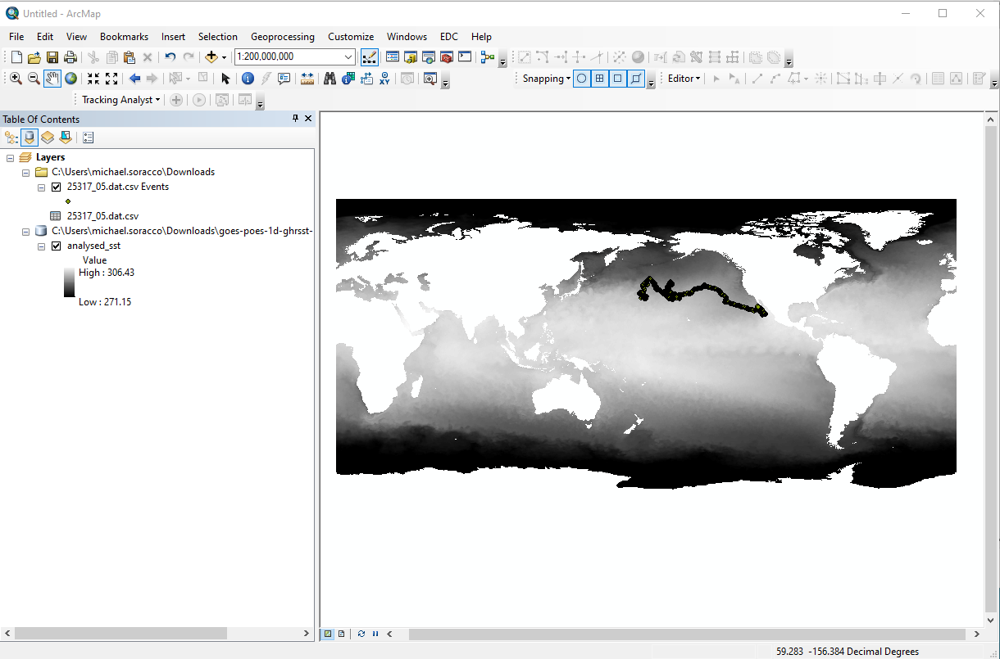 Untitled - ArcMap
File Edit View Bookmarks Insert Selection Geoprocessing Customize Windows EDC Help
1:200,000,000
Snapping Editor
Tracking Analyst
Table Of Contents
Layers
C:\Users\michael.soracco\Downloads
25317_05.dat.csv Events
25317_05.dat.csv
C:\Users\michael.soracco\Downloads\goes-poes-1d-ghrsst-
analysed_sst
Value
High : 306.43
Low : 271.15
59.283 -156.384 Decimal Degrees